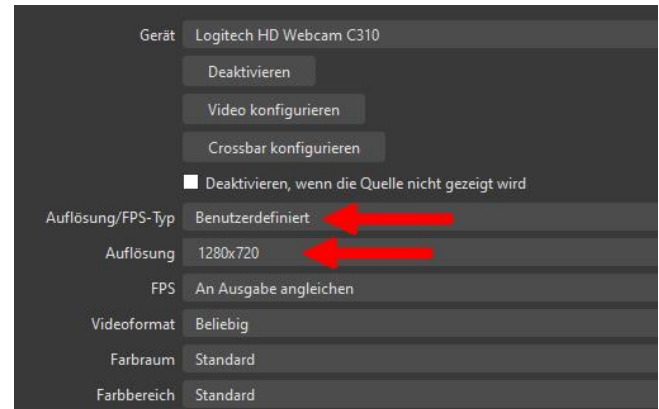 Gerät Logitech HD Webcam C310
Deaktivieren
Video konfigurieren
Crossbar konfigurieren
Deaktivieren, wenn die Quelle nicht gezeigt wird
Auflösung/FPS-Typ Benutzerdefiniert
Auflösung 1280x720
FPS An Ausgabe angleichen
Videoformat Beliebig
Farbraum Standard
Farbbereich Standard